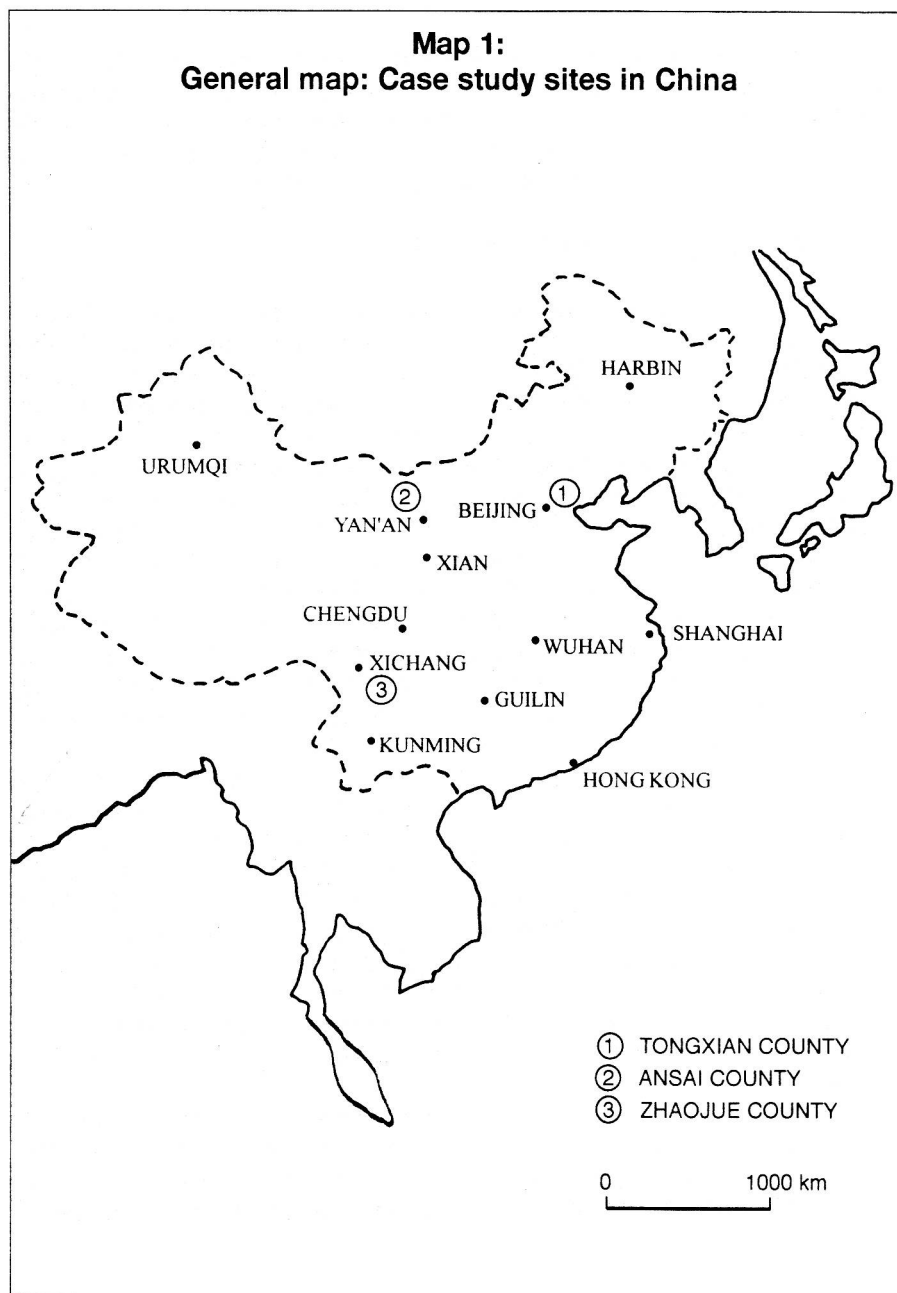 Map 1:
General map: Case study sites in China
HARBIN
URUMQI
2
1
BEIJING
YAN'AN
XIAN
CHENGDU
SHANGHAI
WUHAN
XICHANG
3
GUILIN
KUNMING
HONG KONG
1 TONGXIAN COUNTY
2 ANSAI COUNTY
3 ZHAOJUE COUNTY
0 1000 km